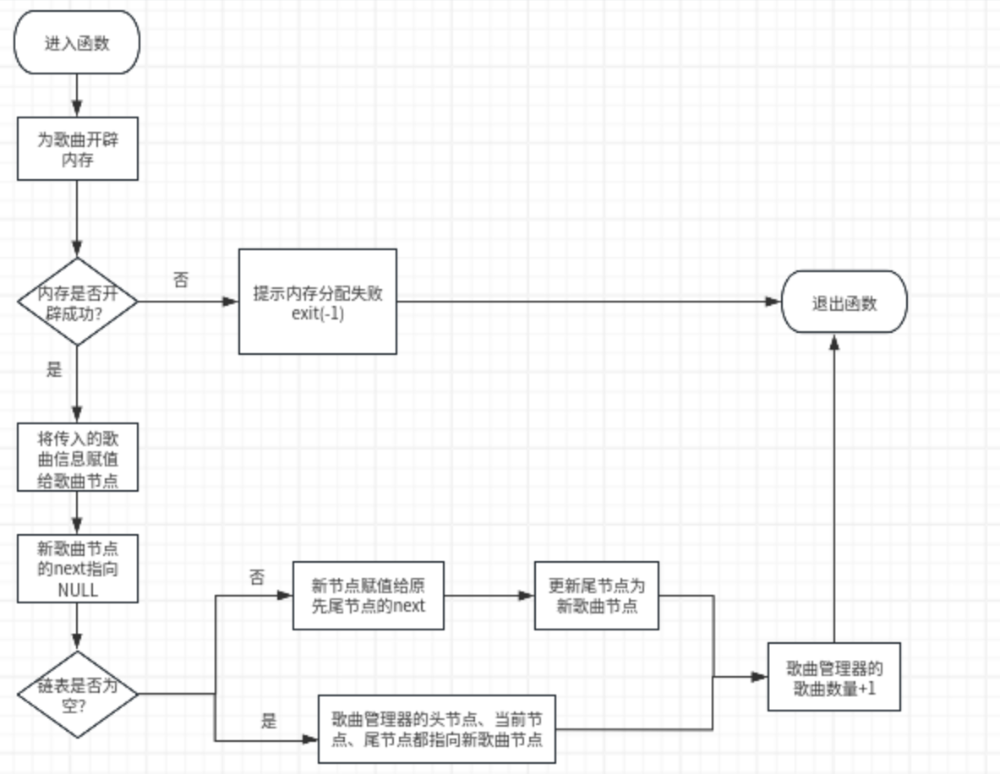 进入函数
为歌曲开辟
内存
内存是否开
辟成功?
否
提示内存分配失败
exit(-1)
退出函数
是
将传入的歌
曲信息赋值
给歌曲节点
新歌曲节点
的next指向
NULL
链表是否为
空?
否
新节点赋值给原
先尾节点的next
更新尾节点为
新歌曲节点
是
歌曲管理器的头节点、当前节
点、尾节点都指向新歌曲节点
歌曲管理器的
歌曲数量+1